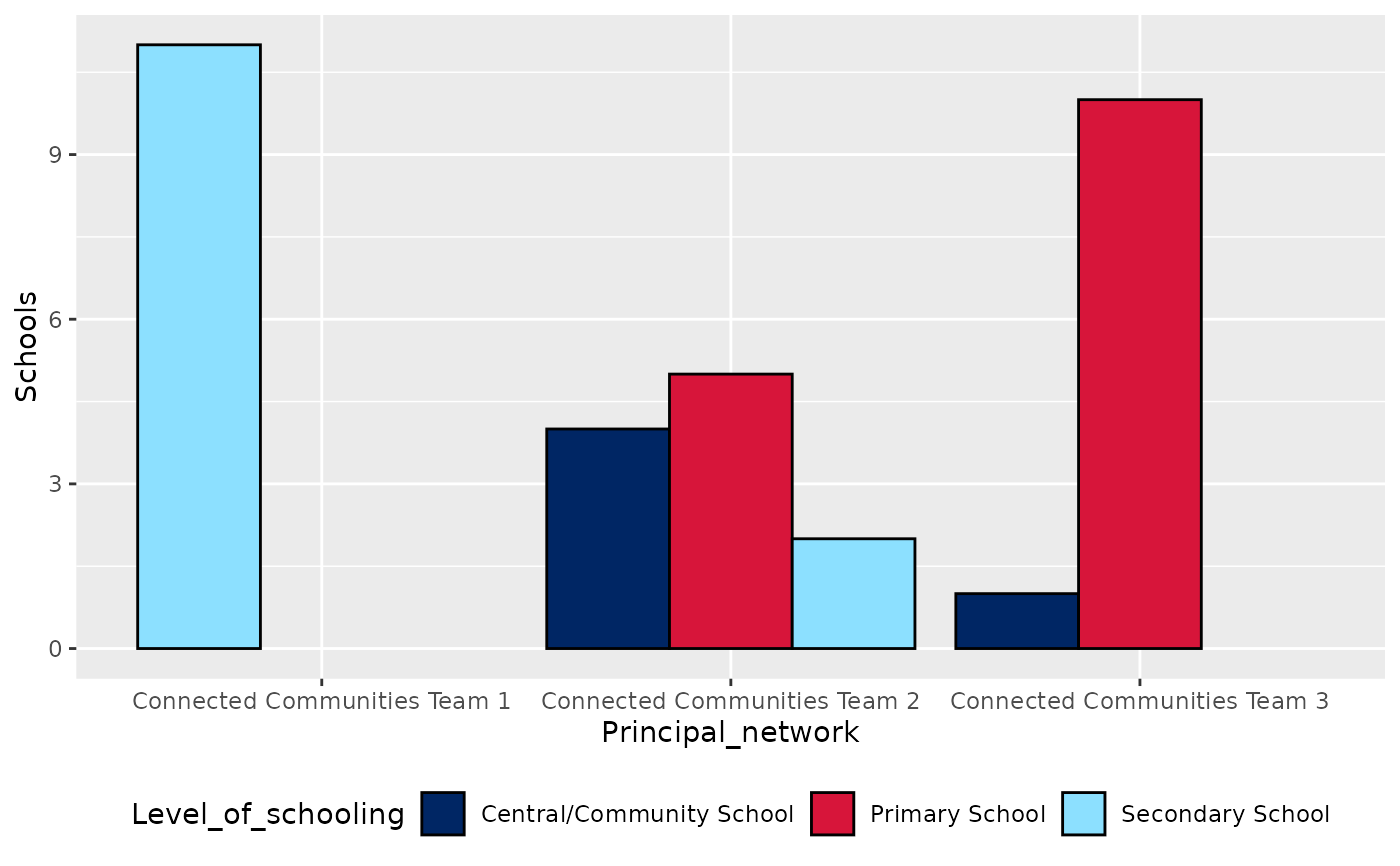 Schools
9
6
3
0
Connected Communities Team 1 Connected Communities Team 2 Connected Communities Team 3
Principal_network
Level_of_schooling Central/Community School Primary School Secondary School